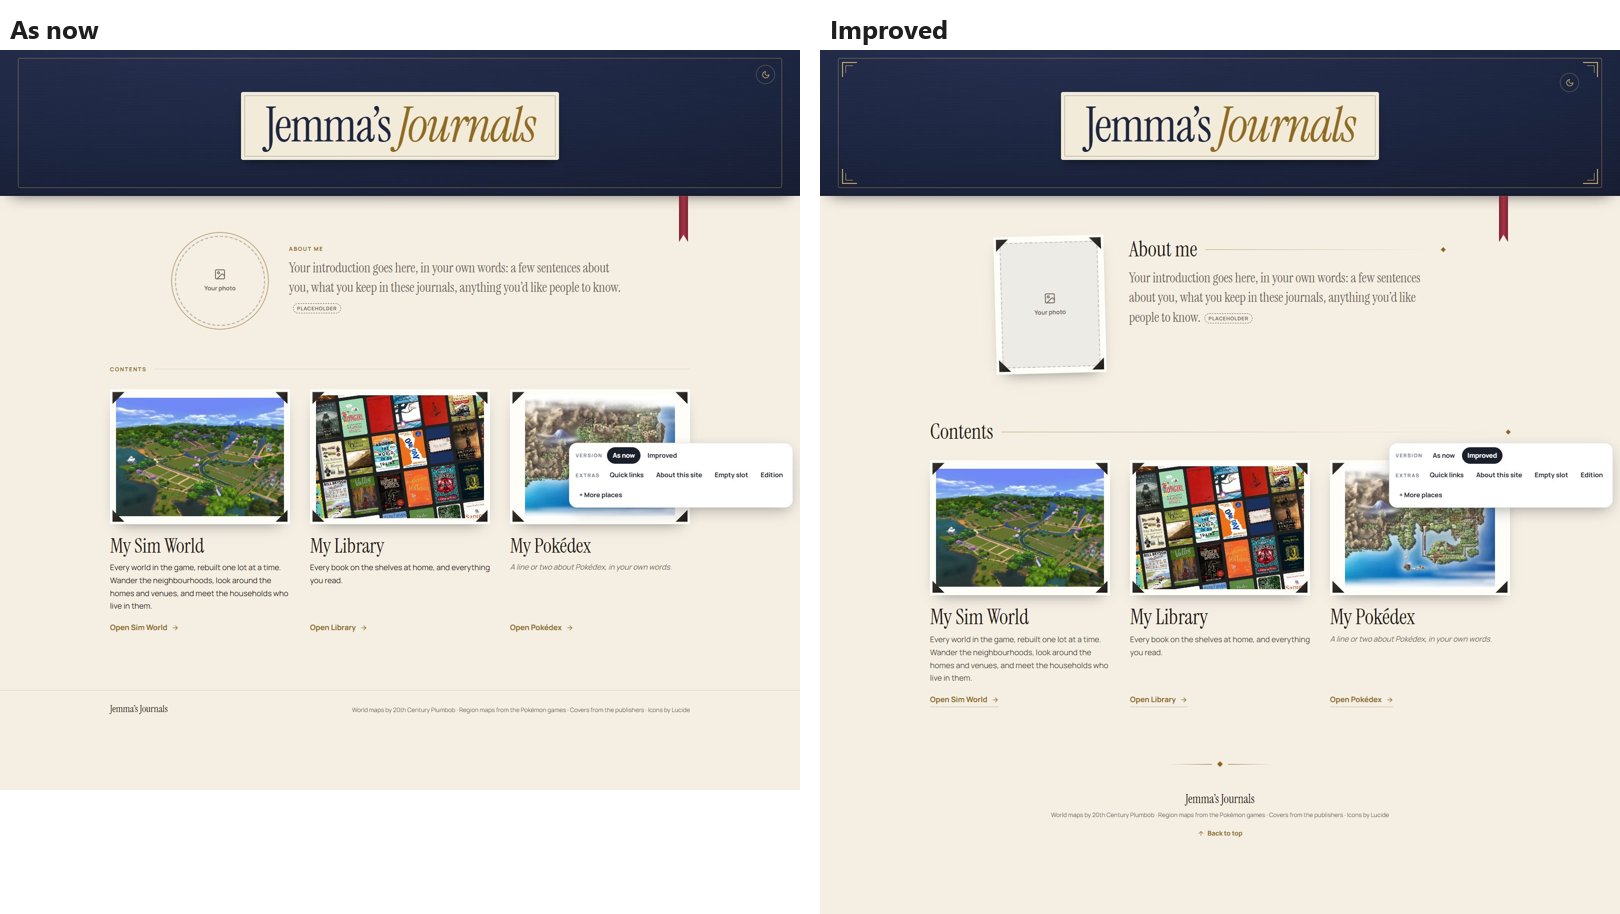 As now
Jemma's Journals
Your photo
ABOUT ME
Your introduction goes here, in your own words: a few sentences about
you, what you keep in these journals, anything you'd like people to know.
PLACEHOLDER
CONTENTS
VERSION As now Improved
EXTRAS Quick links About this site Empty slot Edition
+ More places
My Sim World
Every world in the game, rebuilt one lot at a time.
Wander the neighbourhoods, look around the
homes and venues, and meet the households who
live in them.
Open Sim World →
My Library
Every book on the shelves at home, and everything
you read.
Open Library →
My Pokédex
A line or two about Pokédex, in your own words.
Open Pokédex →
Jemma's Journals
World maps by 20th Century Plumbob · Region maps from the Pokémon games · Covers from the publishers · Icons by Lucide
Improved
Jemma's Journals
Your photo
About me
Your introduction goes here, in your own words: a few sentences
about you, what you keep in these journals, anything you'd like
people to know. PLACEHOLDER
Contents
VERSION As now Improved
EXTRAS Quick links About this site Empty slot Edition
+ More places
My Sim World
Every world in the game, rebuilt one lot at a time.
Wander the neighbourhoods, look around the
homes and venues, and meet the households who
live in them.
Open Sim World →
My Library
Every book on the shelves at home, and everything
you read.
Open Library →
My Pokédex
A line or two about Pokédex, in your own words.
Open Pokédex →
Jemma's Journals
World maps by 20th Century Plumbob · Region maps from the Pokémon games · Covers from the publishers · Icons by Lucide
↑ Back to top